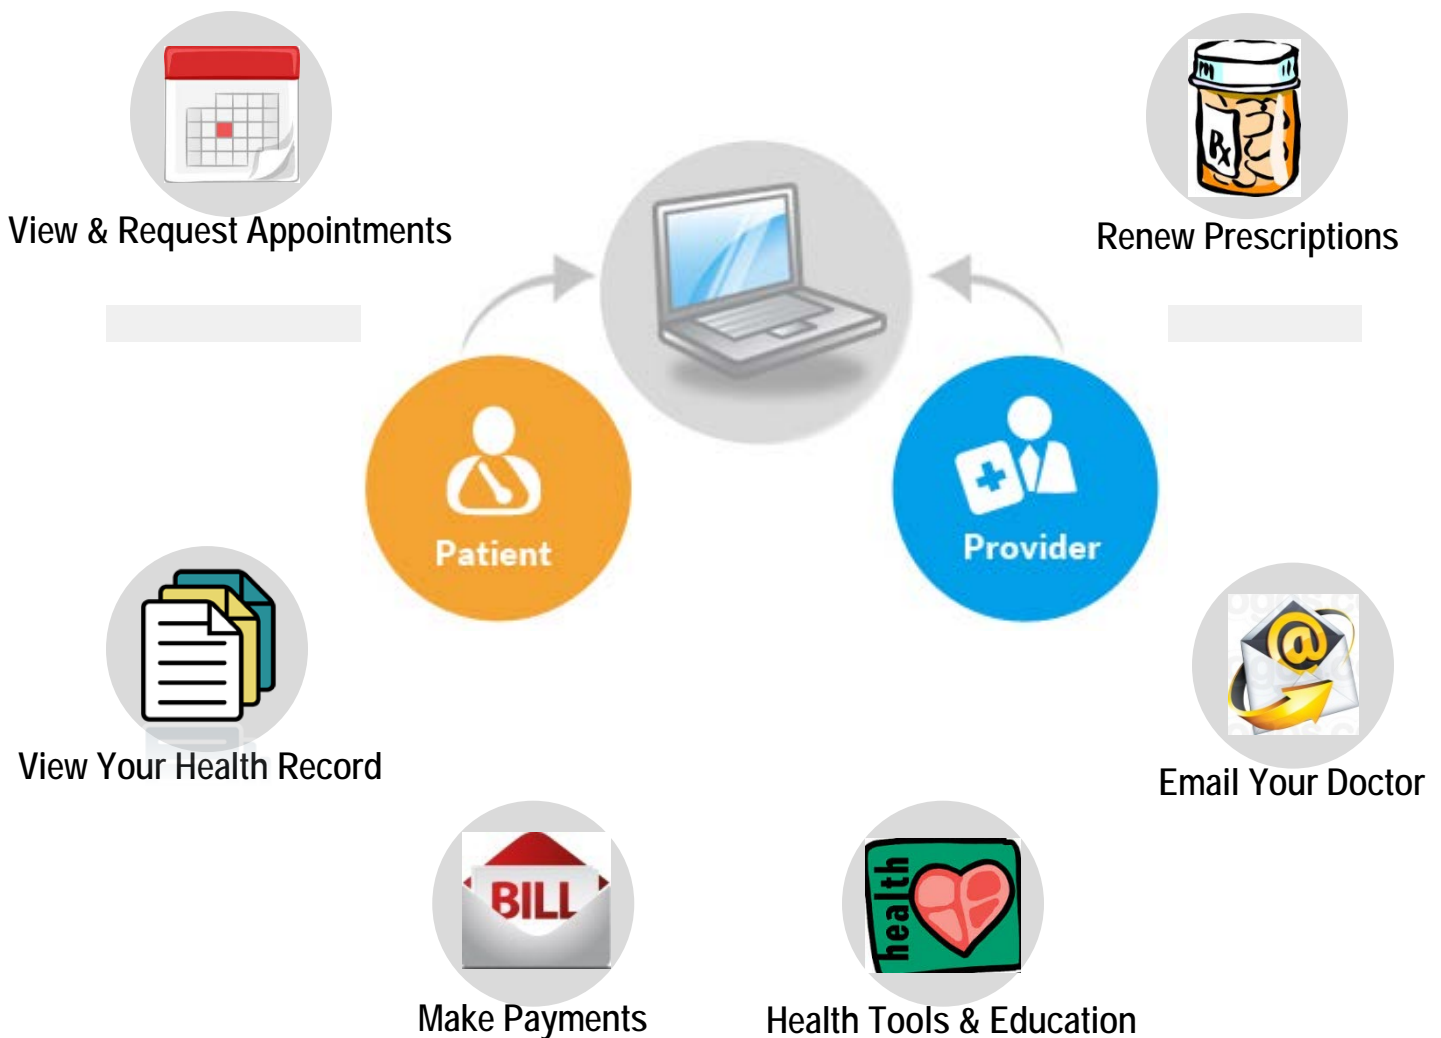 View & Request Appointments
Rx
Renew Prescriptions
Patient
Provider
View Your Health Record
@
Email Your Doctor
BILL
Make Payments
health
Health Tools & Education